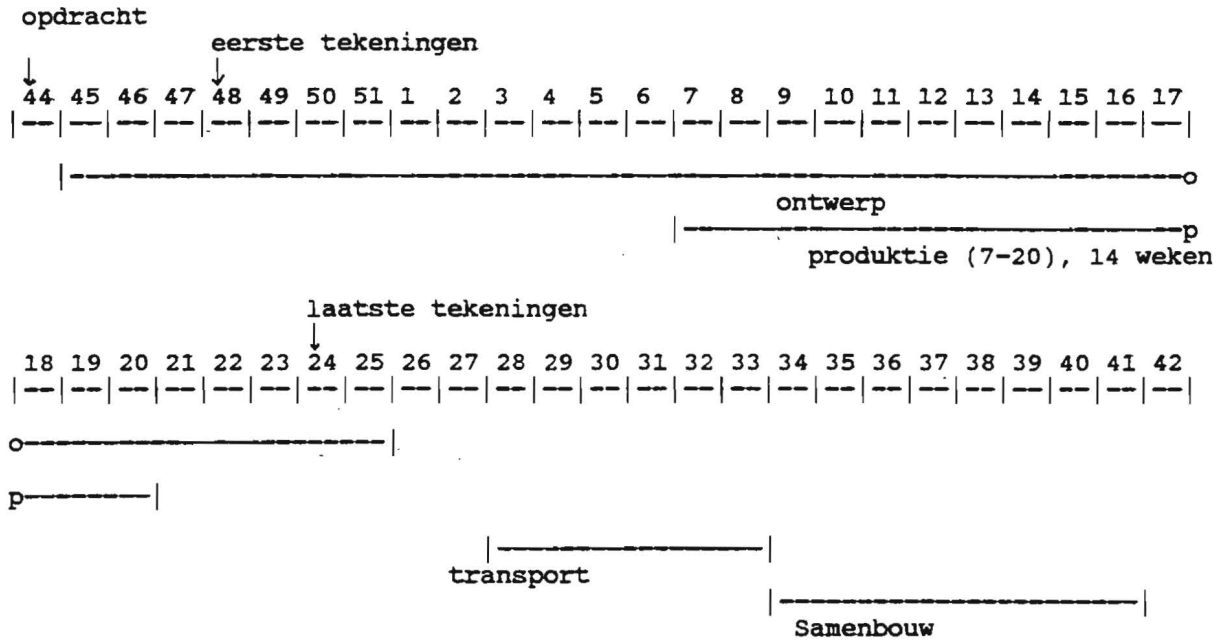 opdracht
eerste tekeningen
44 45 46 47 48 49 50 51 1 2 3 4 5 6 7 8 9 10 11 12 13 14 15 16 17
o
ontwerp
p
produktie (7-20), 14 weken
laatste tekeningen
18 19 20 21 22 23 24 25 26 27 28 29 30 31 32 33 34 35 36 37 38 39 40 41 42
o
p
transport
Samenbouw